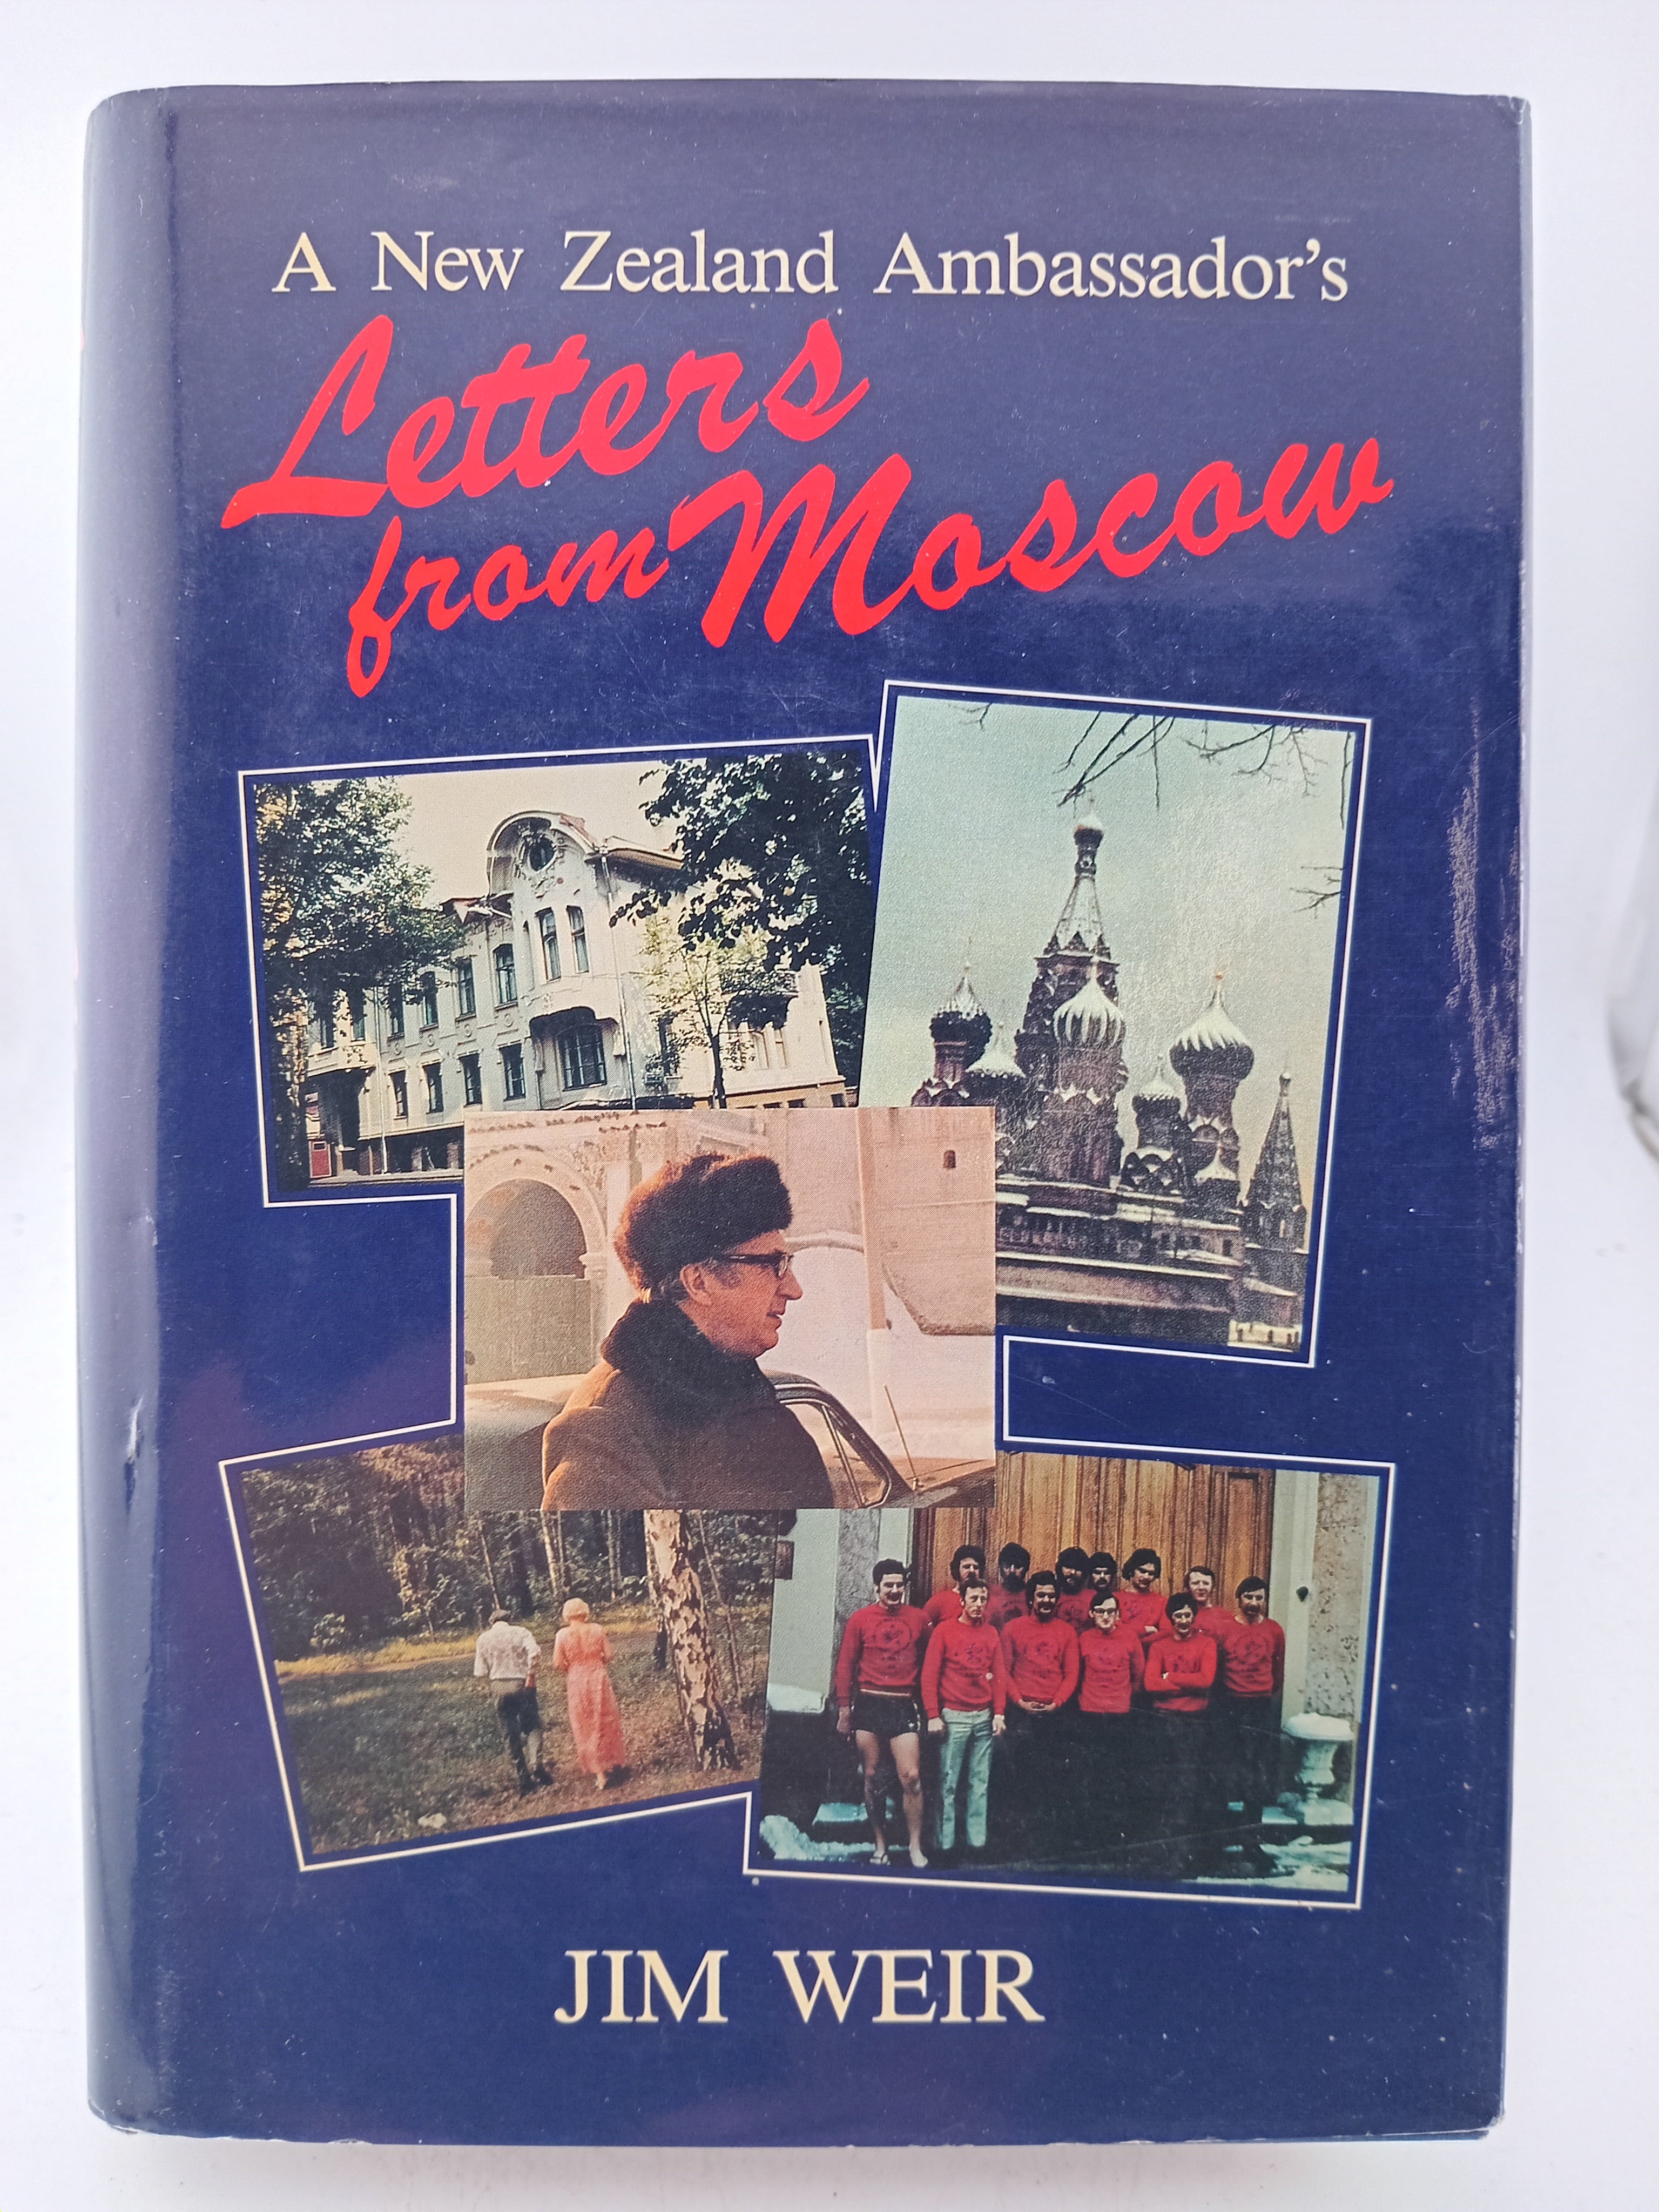 A New Zealand Ambassador's
Letters
from Moscow
JIM WEIR